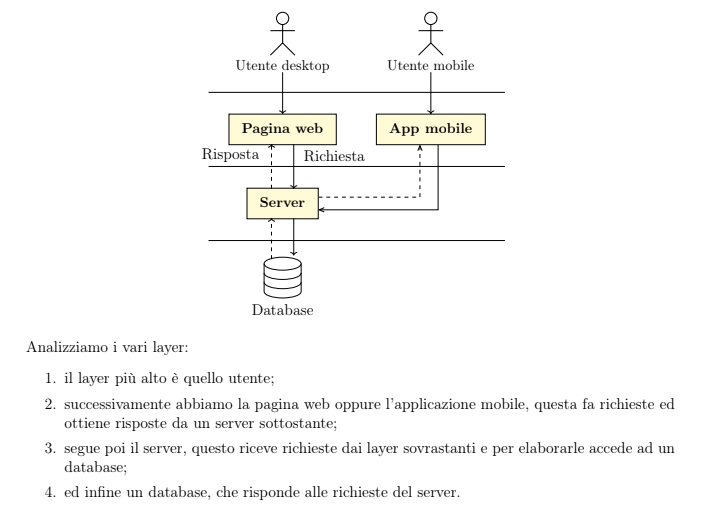 Utente desktop
Utente mobile
Pagina web
App mobile
Risposta
Richiesta
Server
Database
Analizziamo i vari layer:
1. il layer più alto è quello utente;
2. successivamente abbiamo la pagina web oppure l'applicazione mobile, questa fa richieste ed
ottiene risposte da un server sottostante;
3. segue poi il server, questo riceve richieste dai layer sovrastanti e per elaborarle accede ad un
database;
4. ed infine un database, che risponde alle richieste del server.